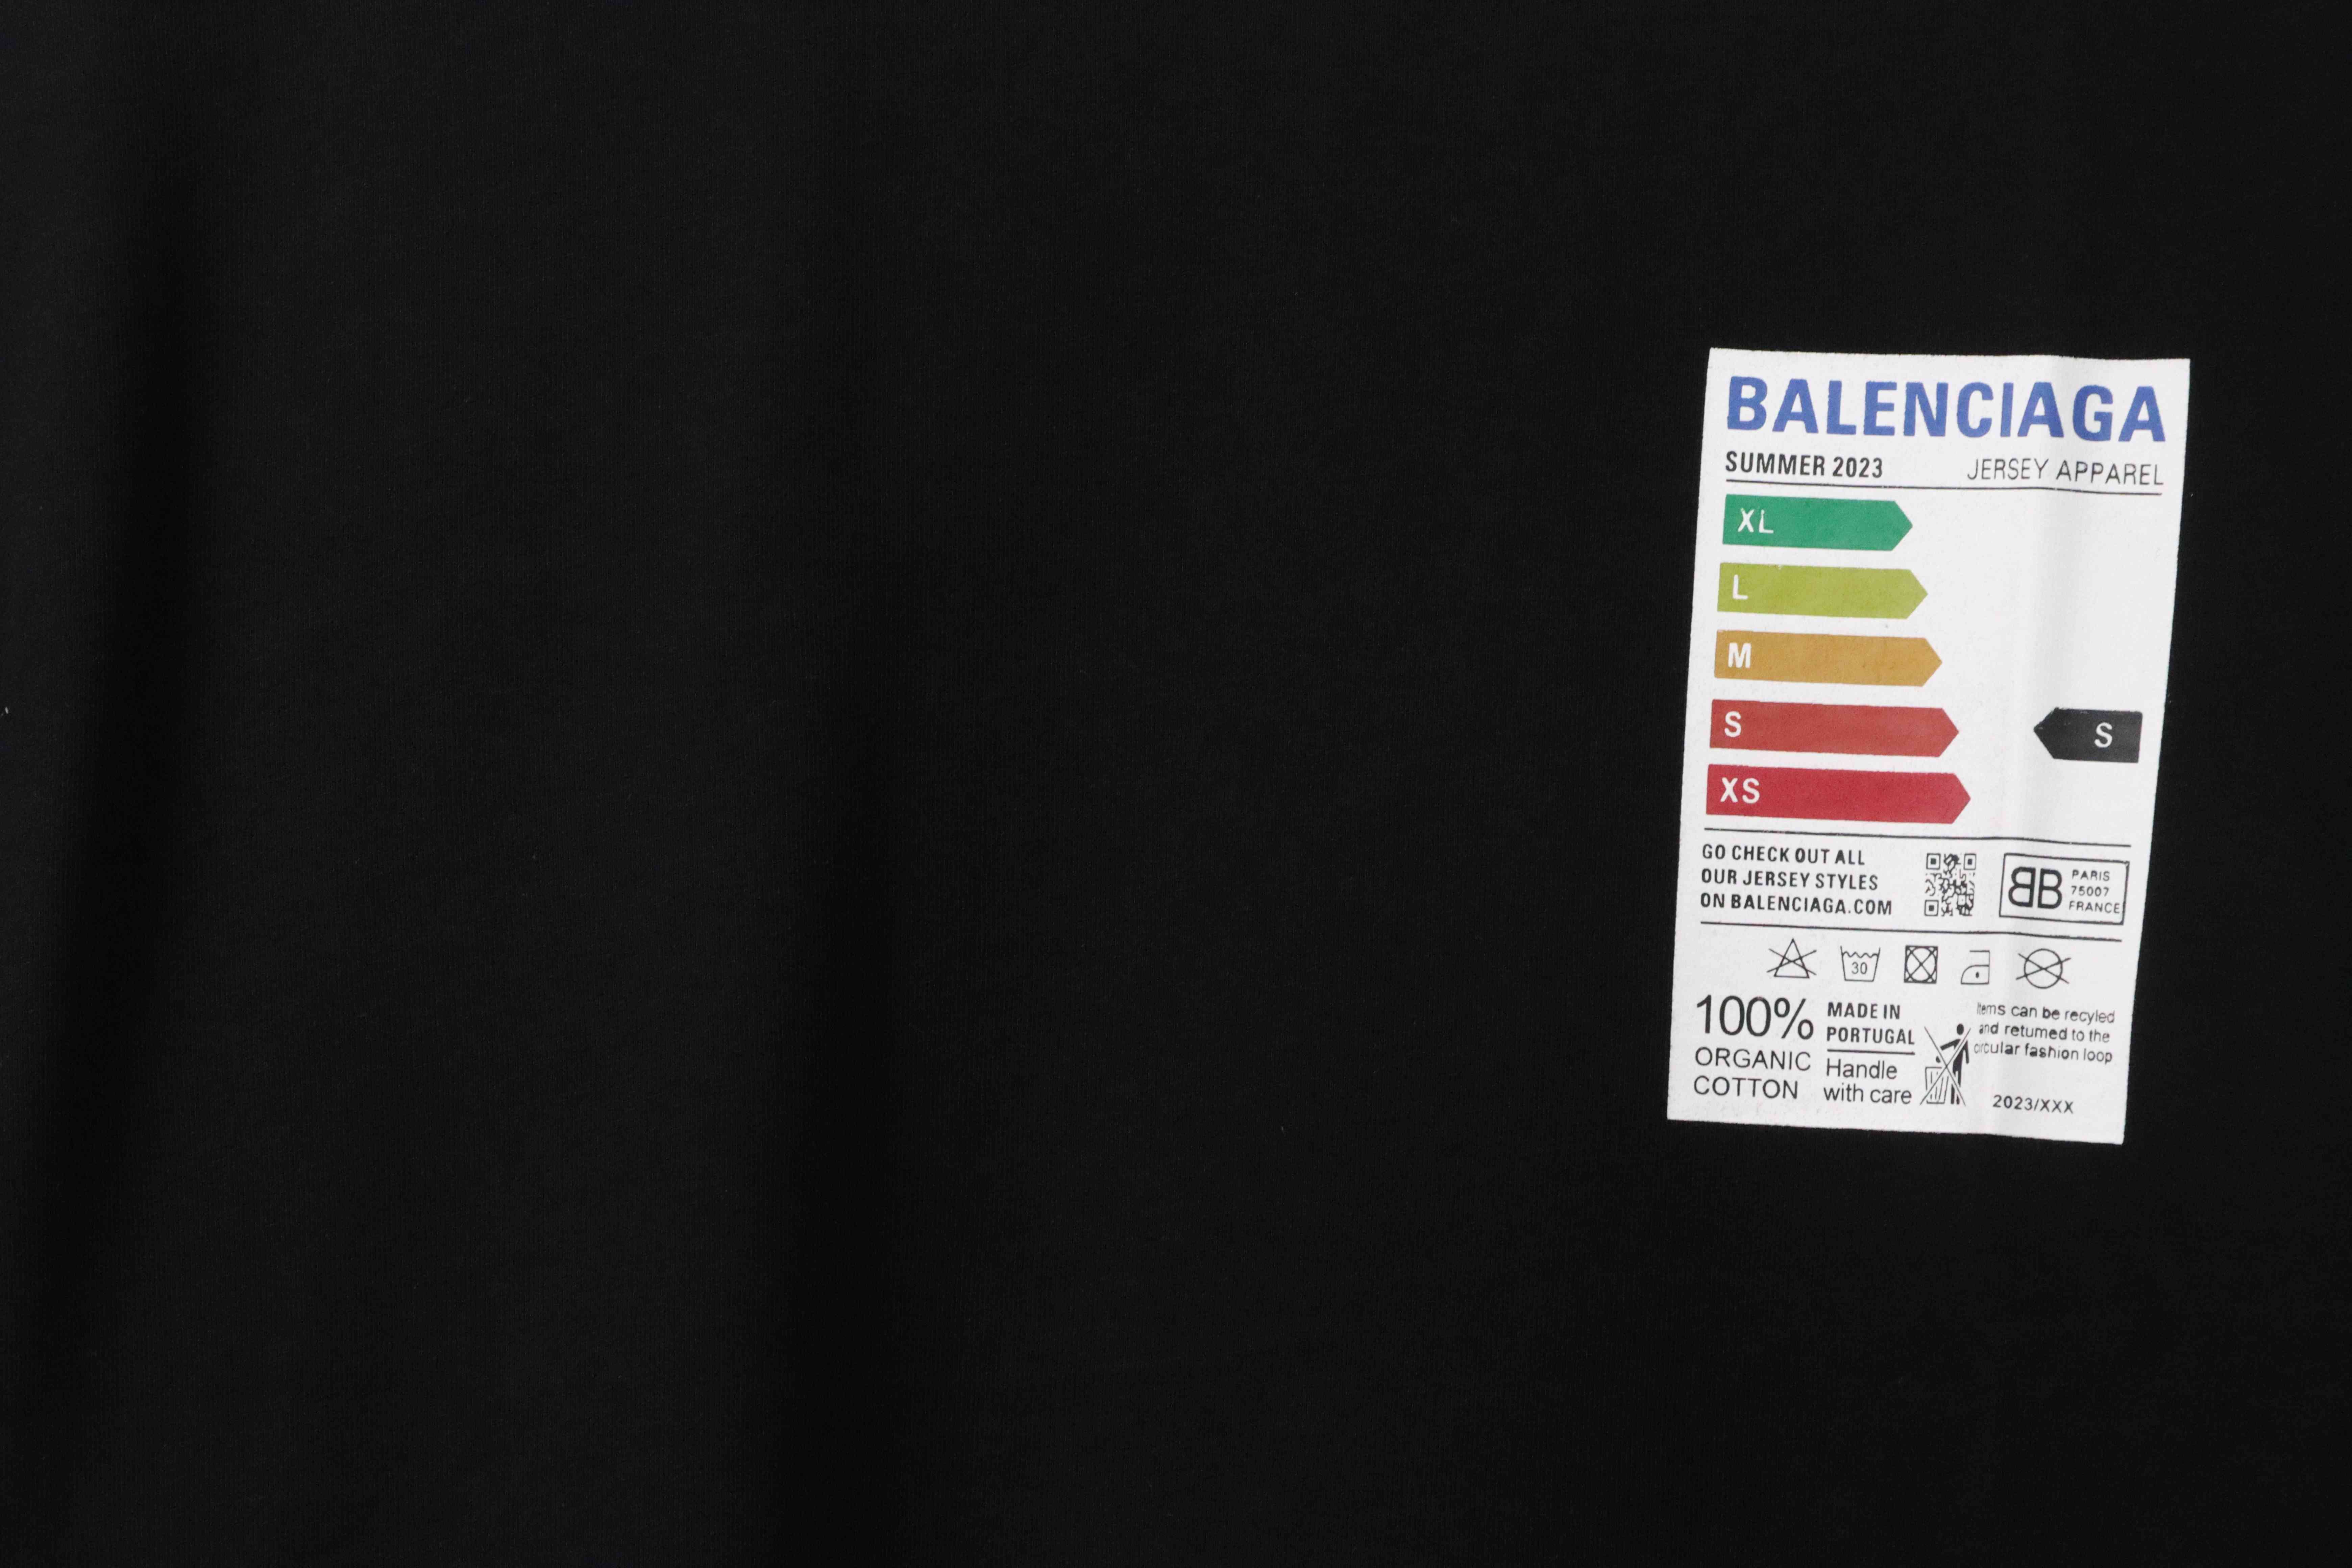 BALENCIAGA
SUMMER 2023 JERSEY APPAREL
XL
L
M
S S
XS
GO CHECK OUT ALL
OUR JERSEY STYLES
ON BALENCIAGA.COM
BB PARIS
75007
FRANCE
30
100%
ORGANIC
COTTON
MADE IN
PORTUGAL
Handle
with care
Items can be recyled
and retumed to the
circular fashion loop
2023/XXX